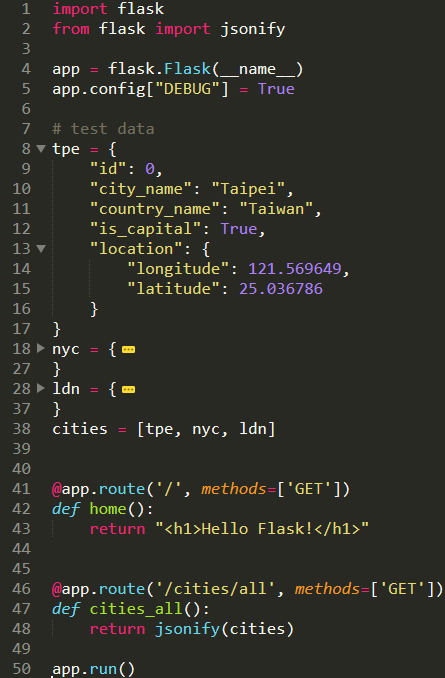 1 import flask
2 from flask import jsonify
3
4 app = flask.Flask(__name__)
5 app.config["DEBUG"] = True
6
7 # test data
8 tpe = {
9     "id": 0,
10     "city_name": "Taipei",
11     "country_name": "Taiwan",
12     "is_capital": True,
13     "location": {
14         "longitude": 121.569649,
15         "latitude": 25.036786
16     }
17 }
18 nyc = {
27 }
28 ldn = {
37 }
38 cities = [tpe, nyc, ldn]
39
40
41 @app.route('/', methods=['GET'])
42 def home():
43     return "<h1>Hello Flask!</h1>"
44
45
46 @app.route('/cities/all', methods=['GET'])
47 def cities_all():
48     return jsonify(cities)
49
50 app.run()